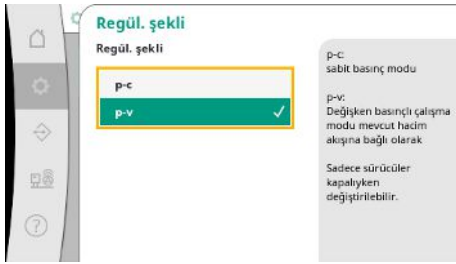 Regül. şekli
Regül. şekli
p-c
p-v
p-c:
sabit basınç modu
p-v:
Değişken basınçlı çalışma
modu mevcut hacim
akışına bağlı olarak
Sadece sürücüler
kapalıyken
değiştirilebilir.